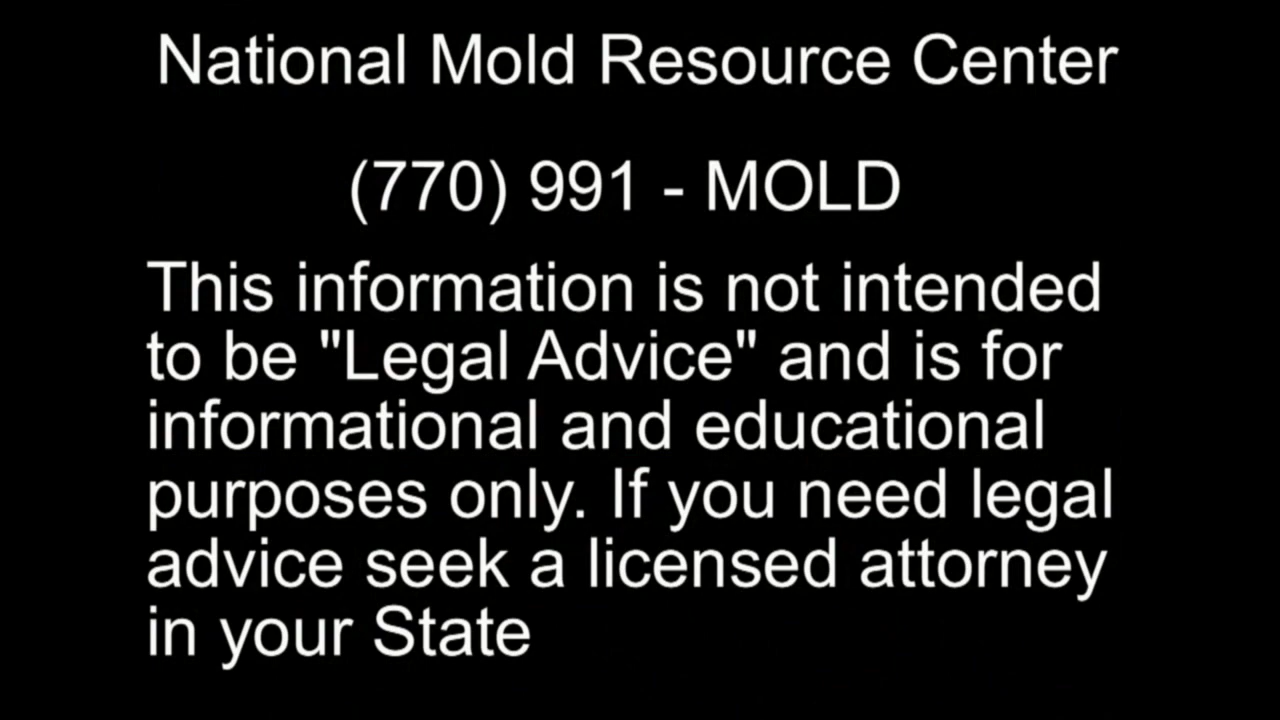 National Mold Resource Center
(770) 991 - MOLD
This information is not intended
to be "Legal Advice" and is for
informational and educational
purposes only. If you need legal
advice seek a licensed attorney
in your State